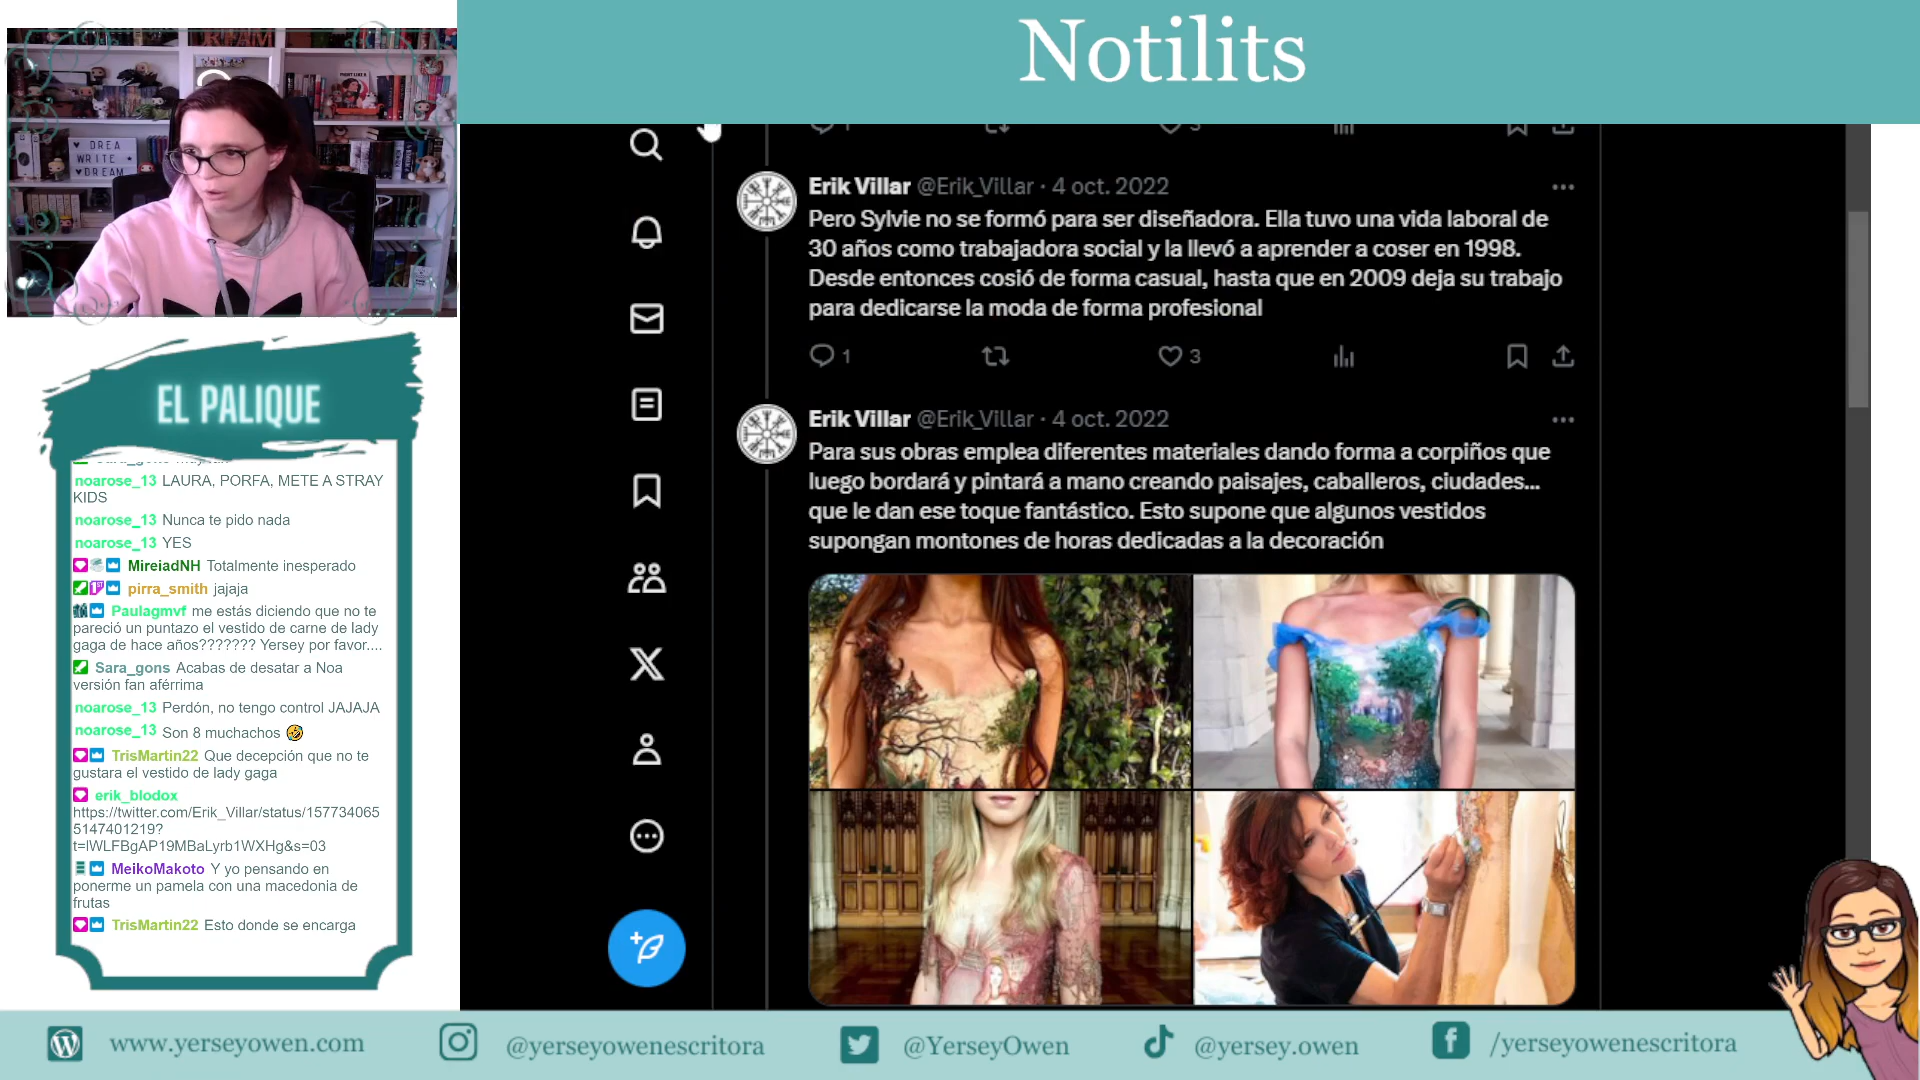 Notilits
DREA
WRITE
DREAM
EL PALIQUE
noarose_13 LAURA, PORFA, METE A STRAY
KIDS
noarose_13 Nunca te pido nada
noarose_13 YES
MireiadNH Totalmente inesperado
pirra_smith jajaja
Paulagmvf me estás diciendo que no te
pareció un puntazo el vestido de carne de lady
gaga de hace años??????? Yersey por favor....
Sara_gons Acabas de desatar a Noa
versión fan aférrima
noarose_13 Perdón, no tengo control JAJAJA
noarose_13 Son 8 muchachos 🤣
TrisMartin22 Que decepción que no te
gustara el vestido de lady gaga
erik_blodox
https://twitter.com/Erik_Villar/status/157734065
5147401219?
t=lWLFBgAP19MBaLyrb1WXHg&s=03
MeikoMakoto Y yo pensando en
ponerme un pamela con una macedonia de
frutas
TrisMartin22 Esto donde se encarga
1
3
Erik Villar @Erik_Villar · 4 oct. 2022
Pero Sylvie no se formó para ser diseñadora. Ella tuvo una vida laboral de
30 años como trabajadora social y la llevó a aprender a coser en 1998.
Desde entonces cosió de forma casual, hasta que en 2009 deja su trabajo
para dedicarse la moda de forma profesional
1
3
Erik Villar @Erik_Villar · 4 oct. 2022
Para sus obras emplea diferentes materiales dando forma a corpiños que
luego bordará y pintará a mano creando paisajes, caballeros, ciudades...
que le dan ese toque fantástico. Esto supone que algunos vestidos
supongan montones de horas dedicadas a la decoración
www.yerseyowen.com
@yerseyowenescritora
@YerseyOwen
@yersey.owen
/yerseyowenescritora